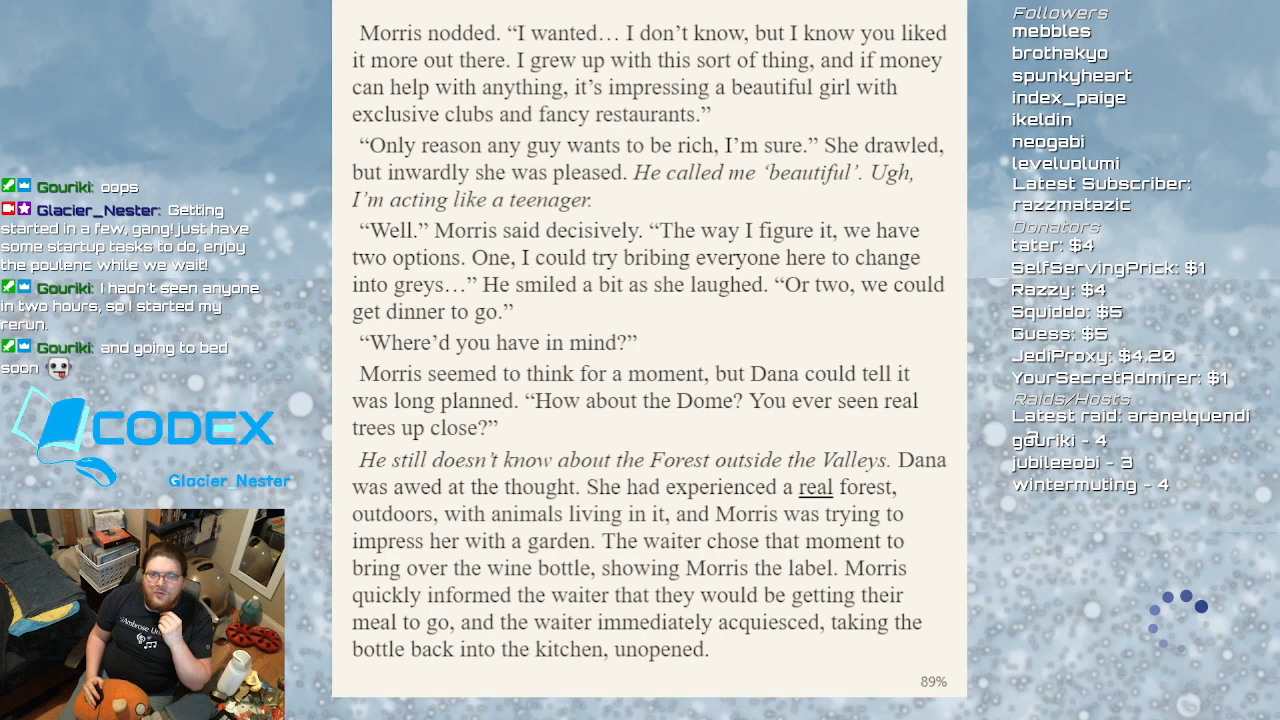 Morris nodded. “I wanted… I don’t know, but I know you liked
it more out there. I grew up with this sort of thing, and if money
can help with anything, it’s impressing a beautiful girl with
exclusive clubs and fancy restaurants.”
“Only reason any guy wants to be rich, I’m sure.” She drawled,
but inwardly she was pleased. He called me ‘beautiful’. Ugh,
I’m acting like a teenager.
“Well.” Morris said decisively. “The way I figure it, we have
two options. One, I could try bribing everyone here to change
into greys…” He smiled a bit as she laughed. “Or two, we could
get dinner to go.”
“Where’d you have in mind?”
Morris seemed to think for a moment, but Dana could tell it
was long planned. “How about the Dome? You ever seen real
trees up close?”
He still doesn’t know about the Forest outside the Valleys. Dana
was awed at the thought. She had experienced a real forest,
outdoors, with animals living in it, and Morris was trying to
impress her with a garden. The waiter chose that moment to
bring over the wine bottle, showing Morris the label. Morris
quickly informed the waiter that they would be getting their
meal to go, and the waiter immediately acquiesced, taking the
bottle back into the kitchen, unopened.
89%
Gouriki: oops
Glacier_Nester: Getting
started in a few, gang! just have
some startup tasks to do, enjoy
the poulenc while we wait!
Gouriki: I hadn't seen anyone
in two hours, so I started my
rerun.
Gouriki: and going to bed
soon
CODEX
Glacier_Nester
Followers
mebbles
brothakyo
spunkyheart
index_paige
ikeldin
neogabi
leveluplumi
Latest Subscriber:
razzmatazic
Donators
tater: $4
SelfServingPrick: $1
Razzy: $4
Squiddo: $5
Guess: $5
JediProxy: $4.20
YourSecretAdmirer: $1
Raids/Hosts
Latest raid: aranelquendi
gouriki - 4
jubileeobi - 3
wintermuting - 4